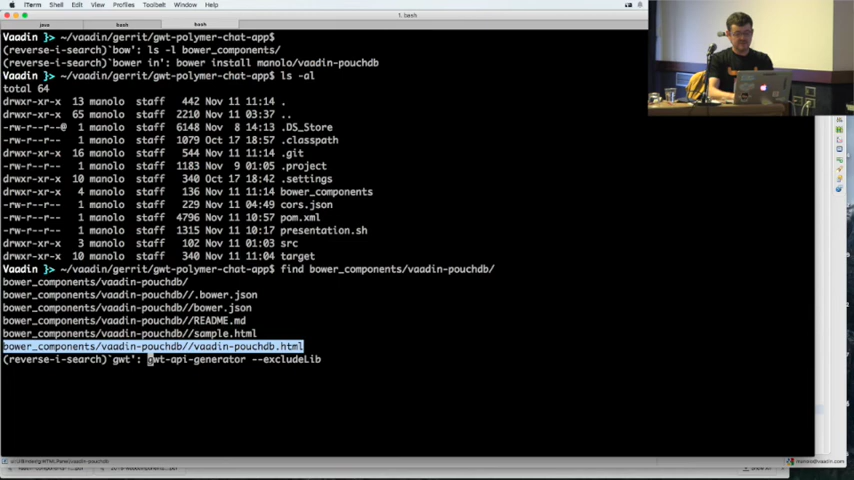 iTerm Shell Edit View Profiles Toolbelt Window Help
1. bash
java bash bash
Vaadin }> ~/vaadin/gerrit/gwt-polymer-chat-app$
(reverse-i-search)`bow': ls -l bower_components/
(reverse-i-search)`bower in': bower install manolo/vaadin-pouchdb
Vaadin }> ~/vaadin/gerrit/gwt-polymer-chat-app$ ls -al
total 64
drwxr-xr-x 13 manolo staff 442 Nov 11 11:14 .
drwxr-xr-x 65 manolo staff 2210 Nov 11 03:37 ..
-rw-r--r--@ 1 manolo staff 6148 Nov 8 14:13 .DS_Store
-rw-r--r-- 1 manolo staff 1079 Oct 17 18:57 .classpath
drwxr-xr-x 16 manolo staff 544 Nov 11 11:14 .git
-rw-r--r-- 1 manolo staff 1183 Nov 9 01:05 .project
drwxr-xr-x 10 manolo staff 340 Oct 17 18:42 .settings
drwxr-xr-x 4 manolo staff 136 Nov 11 11:14 bower_components
-rw-r--r-- 1 manolo staff 229 Nov 11 04:49 cors.json
-rw-r--r-- 1 manolo staff 4796 Nov 11 10:57 pom.xml
-rw-r--r-- 1 manolo staff 1315 Nov 11 10:17 presentation.sh
drwxr-xr-x 3 manolo staff 102 Nov 11 01:03 src
drwxr-xr-x 10 manolo staff 340 Nov 11 11:04 target
Vaadin }> ~/vaadin/gerrit/gwt-polymer-chat-app$ find bower_components/vaadin-pouchdb/
bower_components/vaadin-pouchdb/
bower_components/vaadin-pouchdb//.bower.json
bower_components/vaadin-pouchdb//bower.json
bower_components/vaadin-pouchdb//README.md
bower_components/vaadin-pouchdb//sample.html
bower_components/vaadin-pouchdb//vaadin-pouchdb.html
(reverse-i-search)`gwt': gwt-api-generator --excludeLib